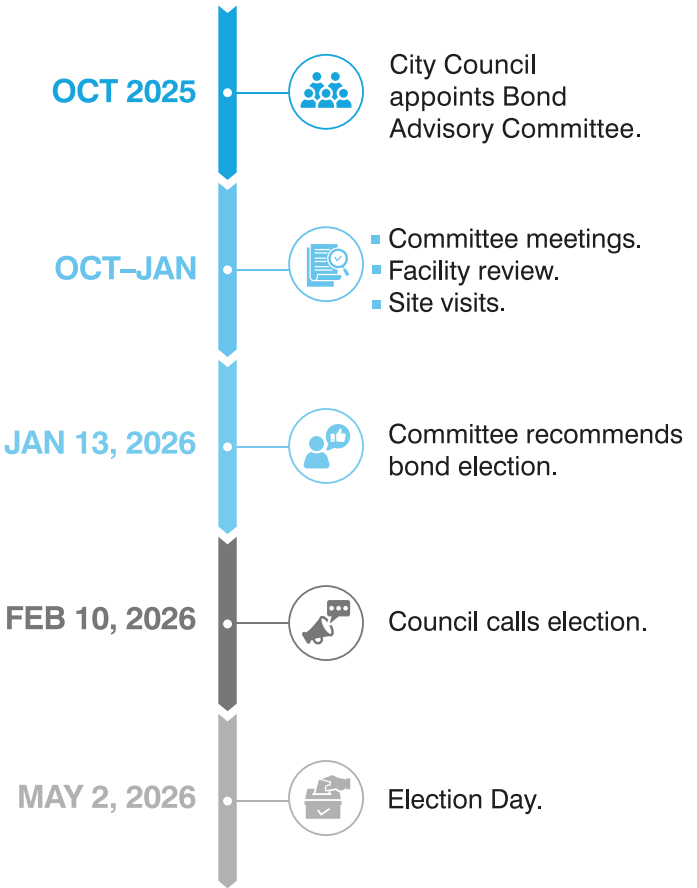 OCT 2025
City Council
appoints Bond
Advisory Committee.
OCT–JAN
Committee meetings.
Facility review.
Site visits.
JAN 13, 2026
Committee recommends
bond election.
FEB 10, 2026
Council calls election.
MAY 2, 2026
Election Day.